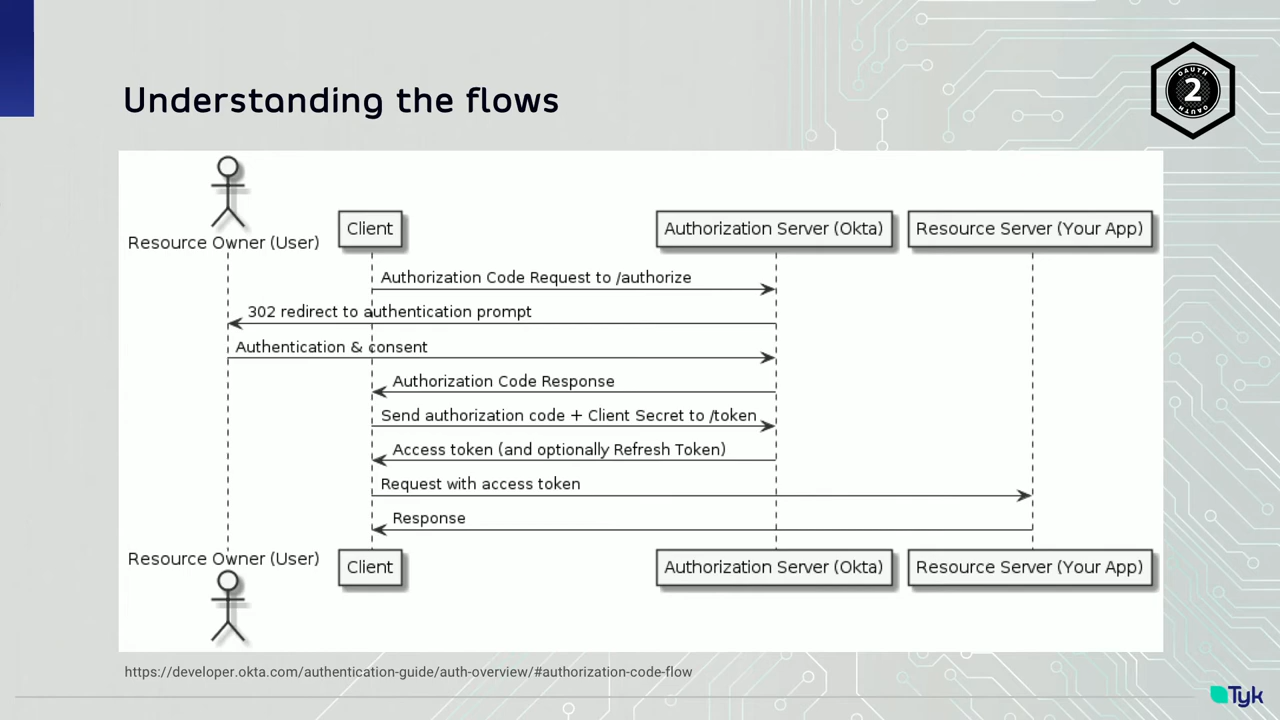 Understanding the flows
OAUTH
2
OAUTH
Resource Owner (User)
Client
Authorization Server (Okta)
Resource Server (Your App)
Authorization Code Request to /authorize
302 redirect to authentication prompt
Authentication & consent
Authorization Code Response
Send authorization code + Client Secret to /token
Access token (and optionally Refresh Token)
Request with access token
Response
Resource Owner (User)
Client
Authorization Server (Okta)
Resource Server (Your App)
https://developer.okta.com/authentication-guide/auth-overview/#authorization-code-flow
Tyk